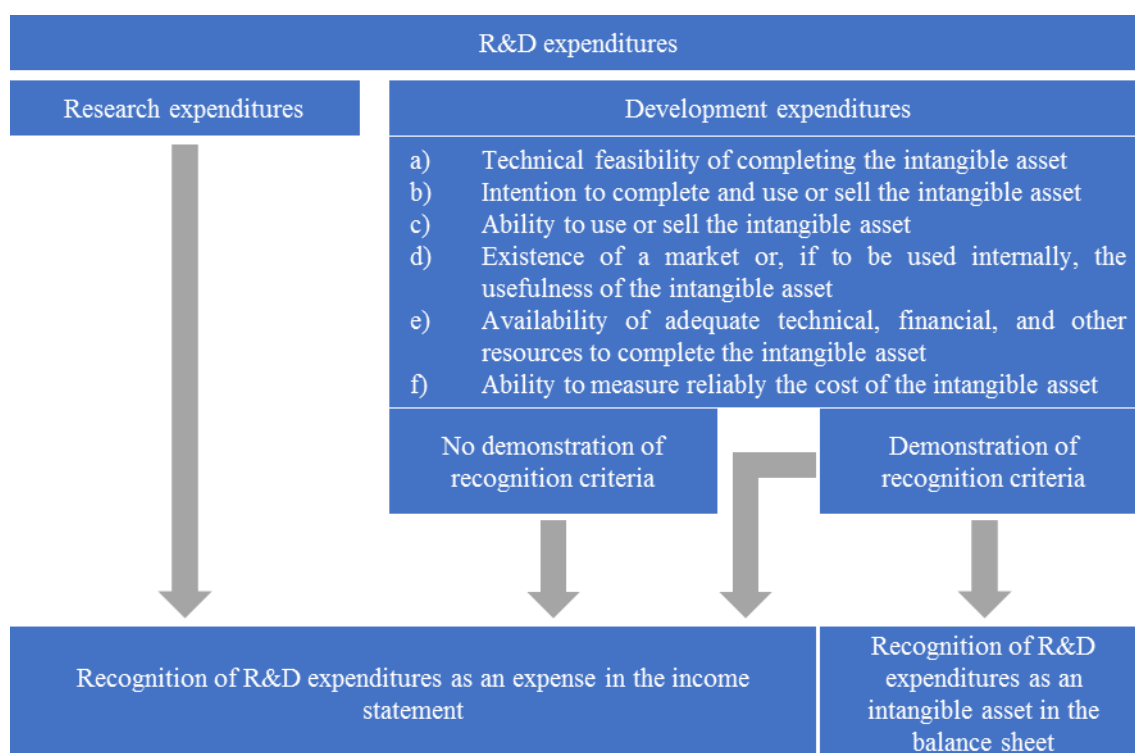 R&D expenditures
Research expenditures
Development expenditures
a) Technical feasibility of completing the intangible asset
b) Intention to complete and use or sell the intangible asset
c) Ability to use or sell the intangible asset
d) Existence of a market or, if to be used internally, the
usefulness of the intangible asset
e) Availability of adequate technical, financial, and other
resources to complete the intangible asset
f) Ability to measure reliably the cost of the intangible asset
No demonstration of
recognition criteria
Demonstration of
recognition criteria
Recognition of R&D expenditures as an expense in the income
statement
Recognition of R&D
expenditures as an
intangible asset in the
balance sheet